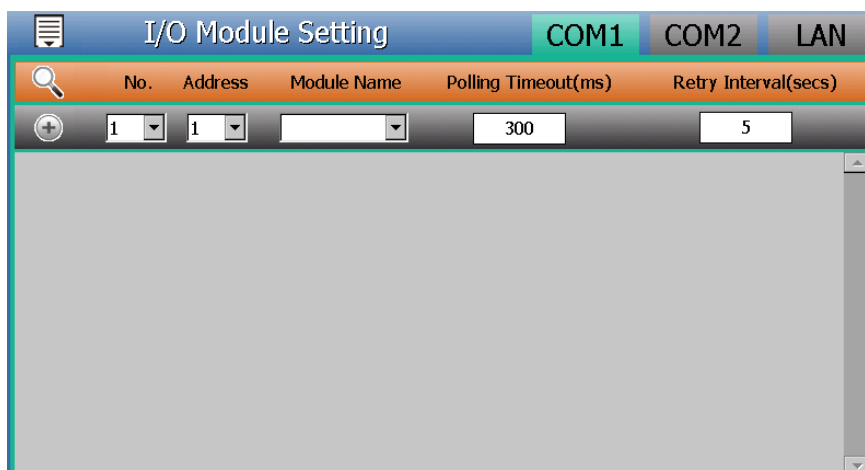 I/O Module Setting COM1 COM2 LAN
No. Address Module Name Polling Timeout(ms) Retry Interval(secs)
1 1 300 5